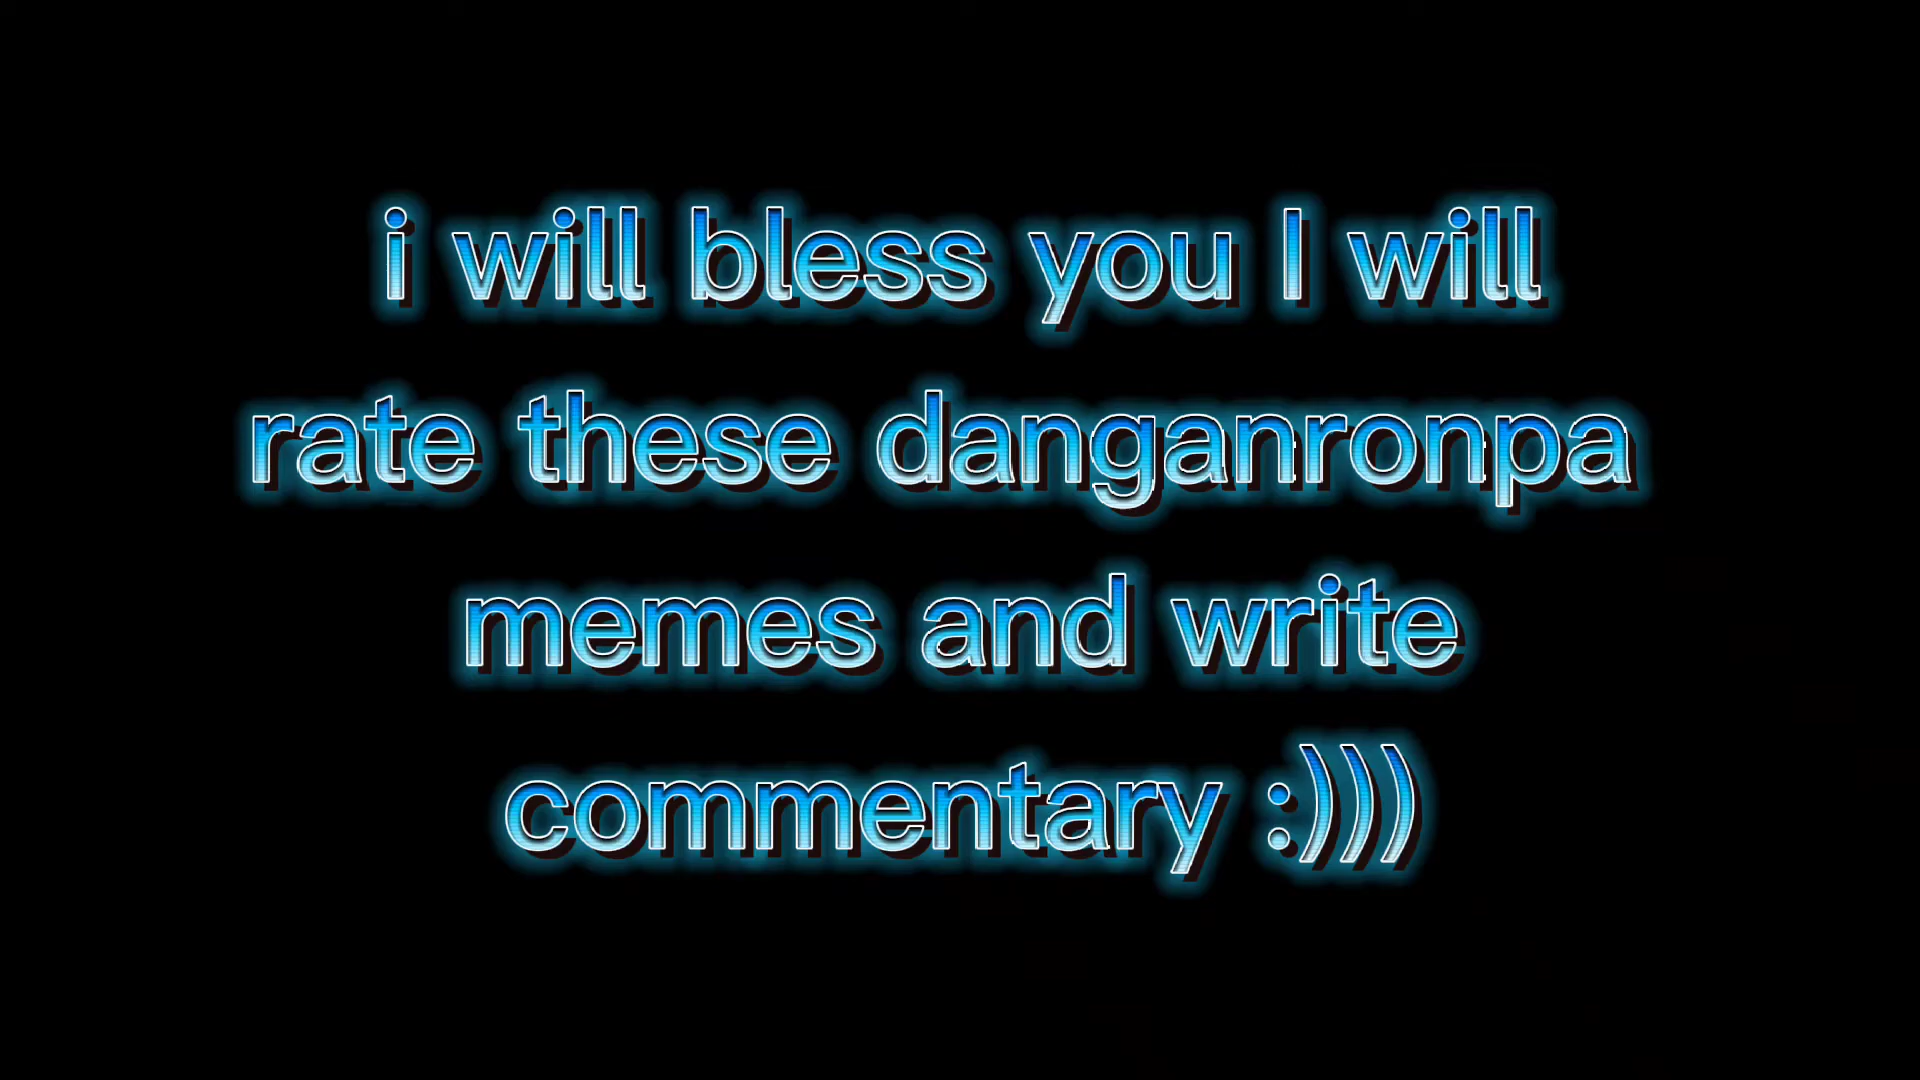 i will bless you I will
rate these danganronpa
memes and write
commentary :)))